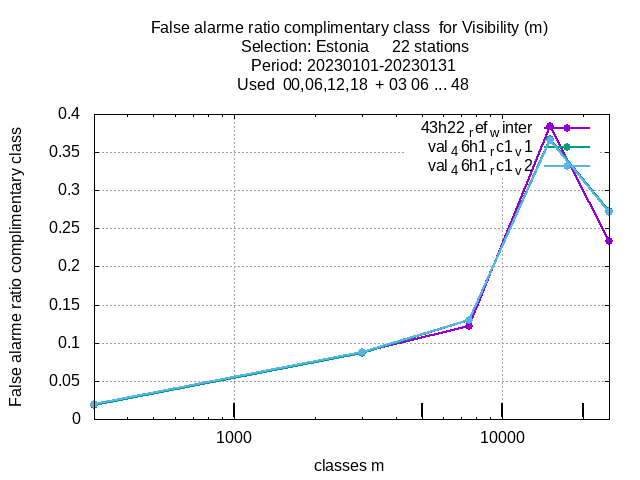 False alarme ratio complimentary class  for Visibility (m)
Selection: Estonia     22 stations
Period: 20230101-20230131
Used  00,06,12,18  + 03 06 ... 48
False alarme ratio complimentary class
0.4
0.35
0.3
0.25
0.2
0.15
0.1
0.05
0
43h22_ref_winter
val_46h1_rc1_v1
val_46h1_rc1_v2
1000
10000
classes m